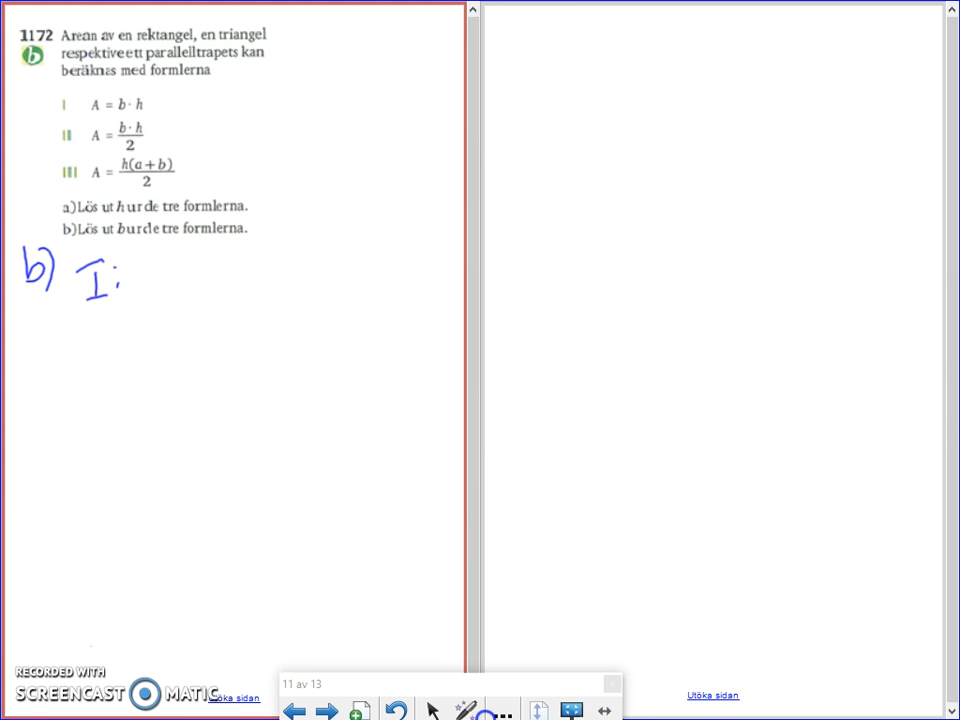 1172 Arean av en rektangel, en triangel
b respektive ett parallelltrapets kan
beräknas med formlerna
I A = b · h
II A = b · h / 2
III A = h(a + b) / 2
a) Lös ut h ur de tre formlerna.
b) Lös ut b ur de tre formlerna.
b) I:
RECORDED WITH
SCREENCAST MATIC
Utöka sidan
11 av 13
Utöka sidan